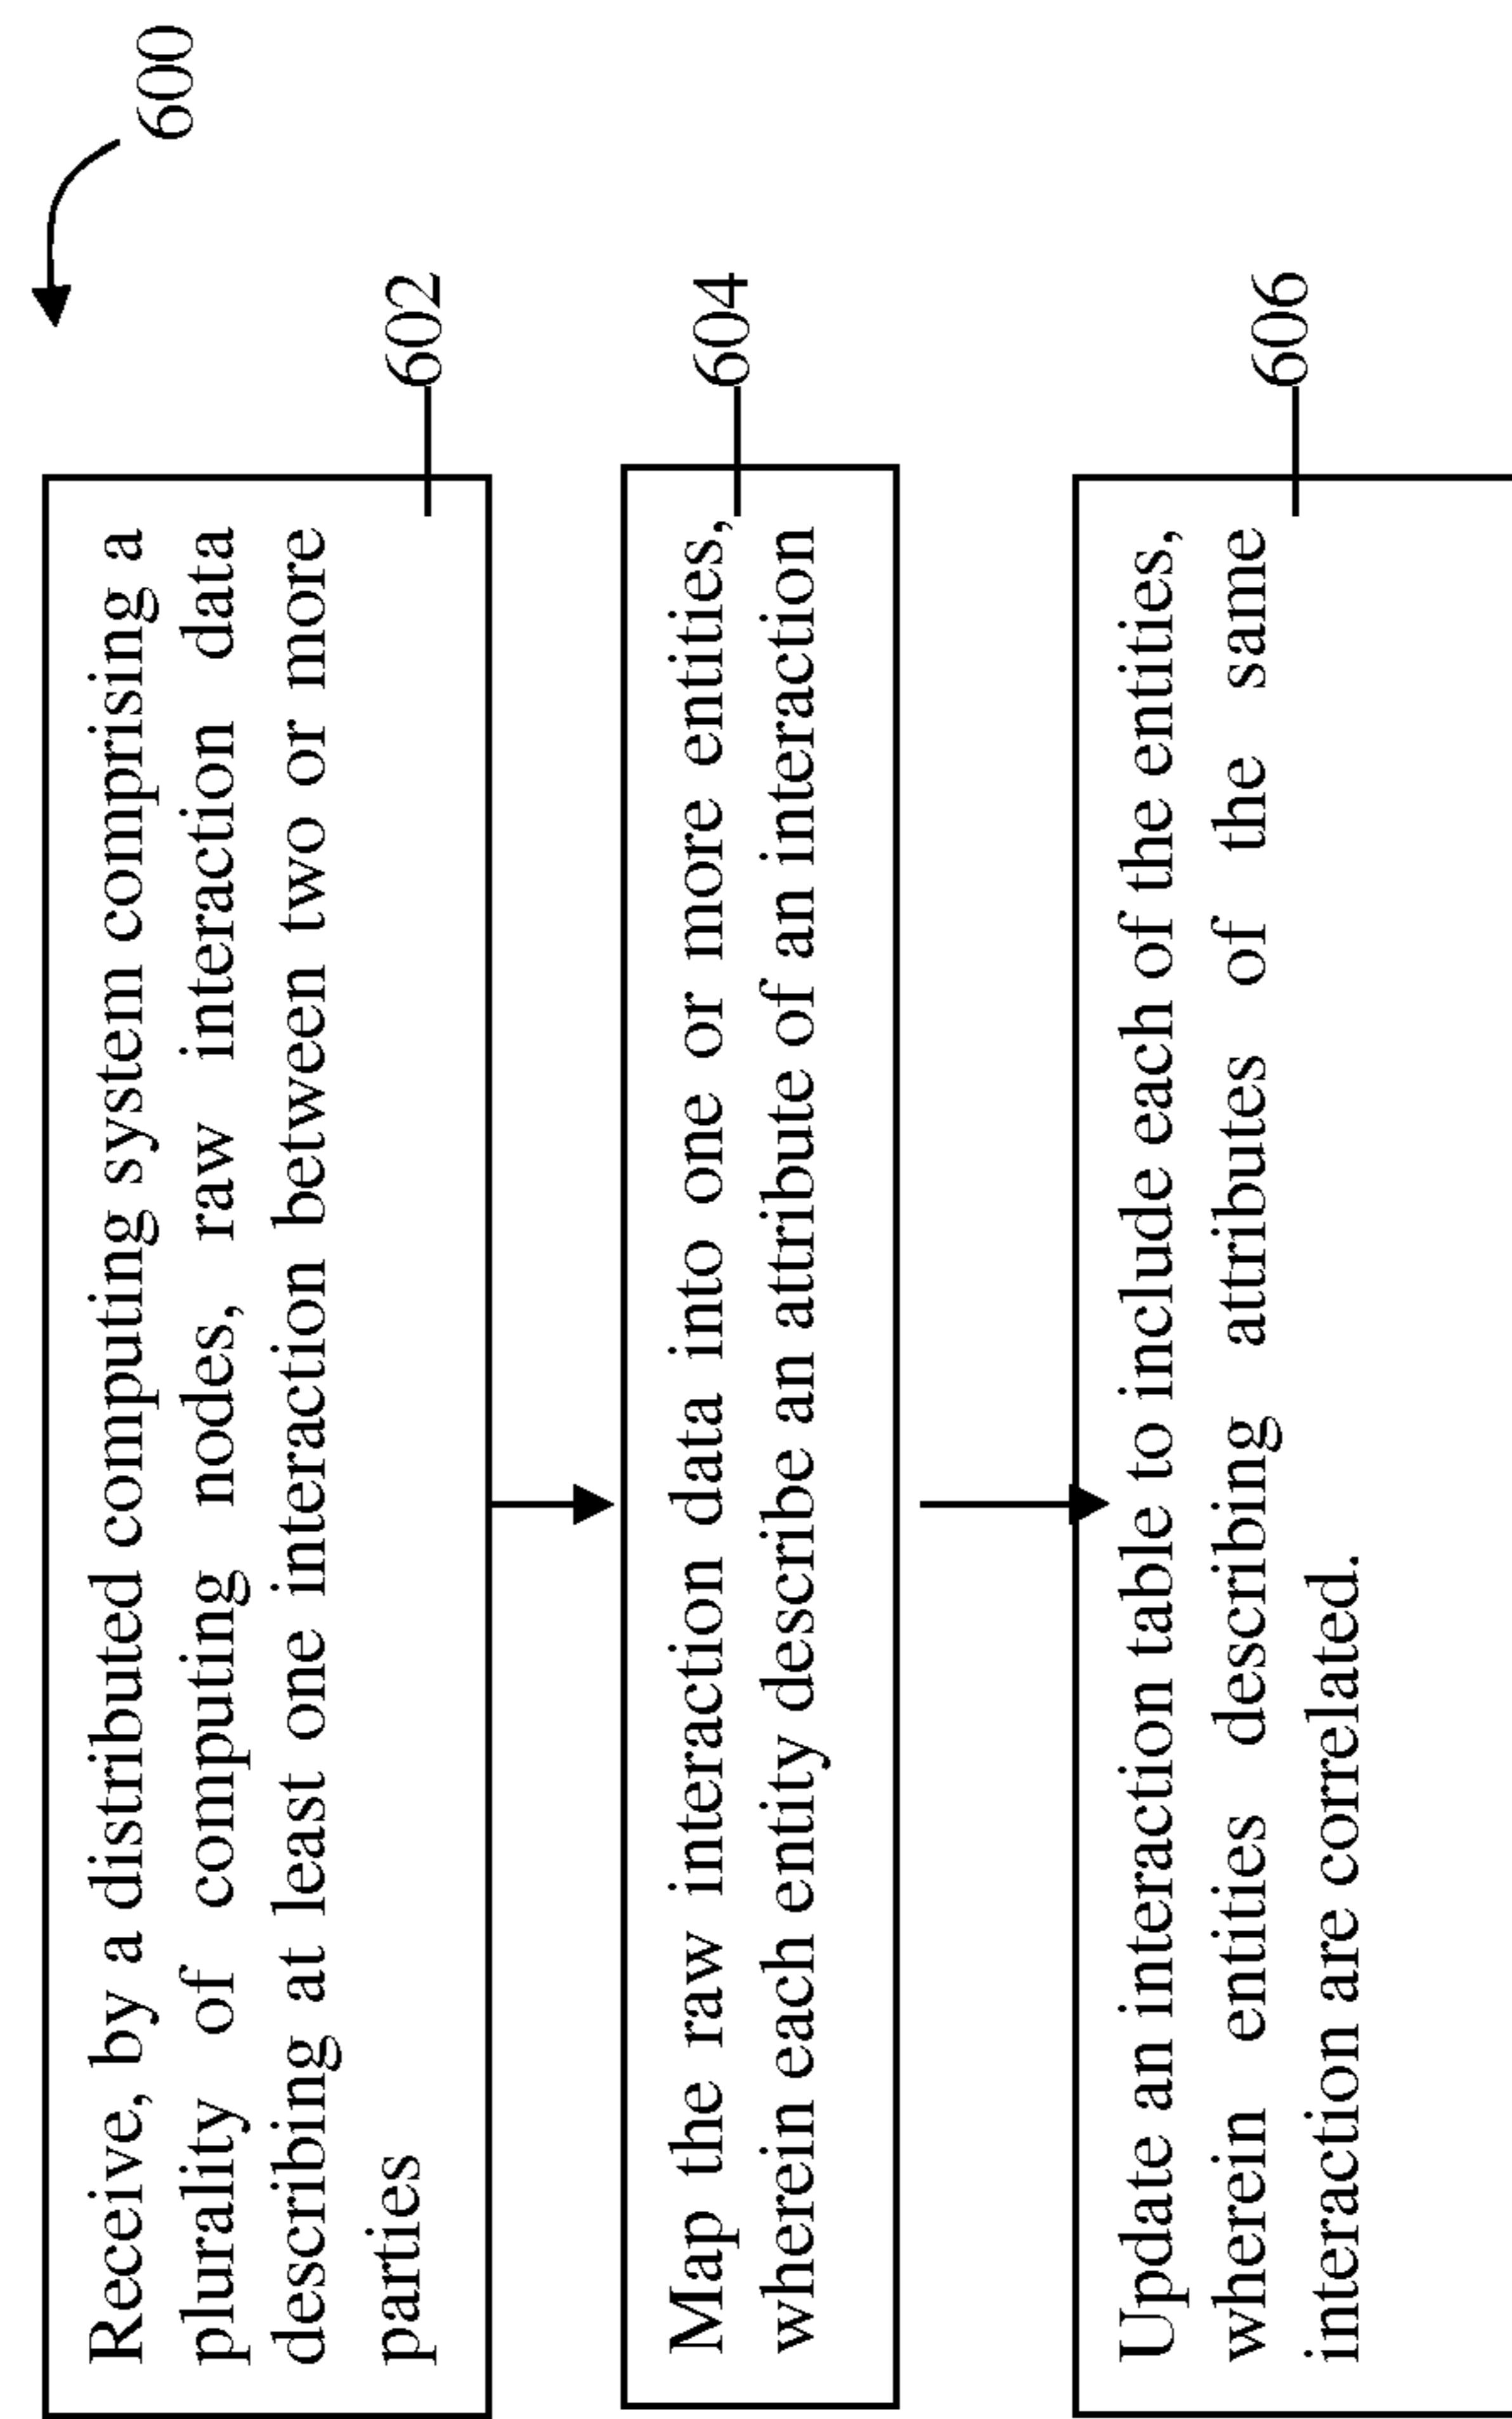 600
Receive, by a distributed computing system comprising a
plurality of computing nodes, raw interaction data
describing at least one interaction between two or more
parties
602
Map the raw interaction data into one or more entities,
wherein each entity describe an attribute of an interaction
604
Update an interaction table to include each of the entities,
wherein entities describing attributes of the same
interaction are correlated.
606